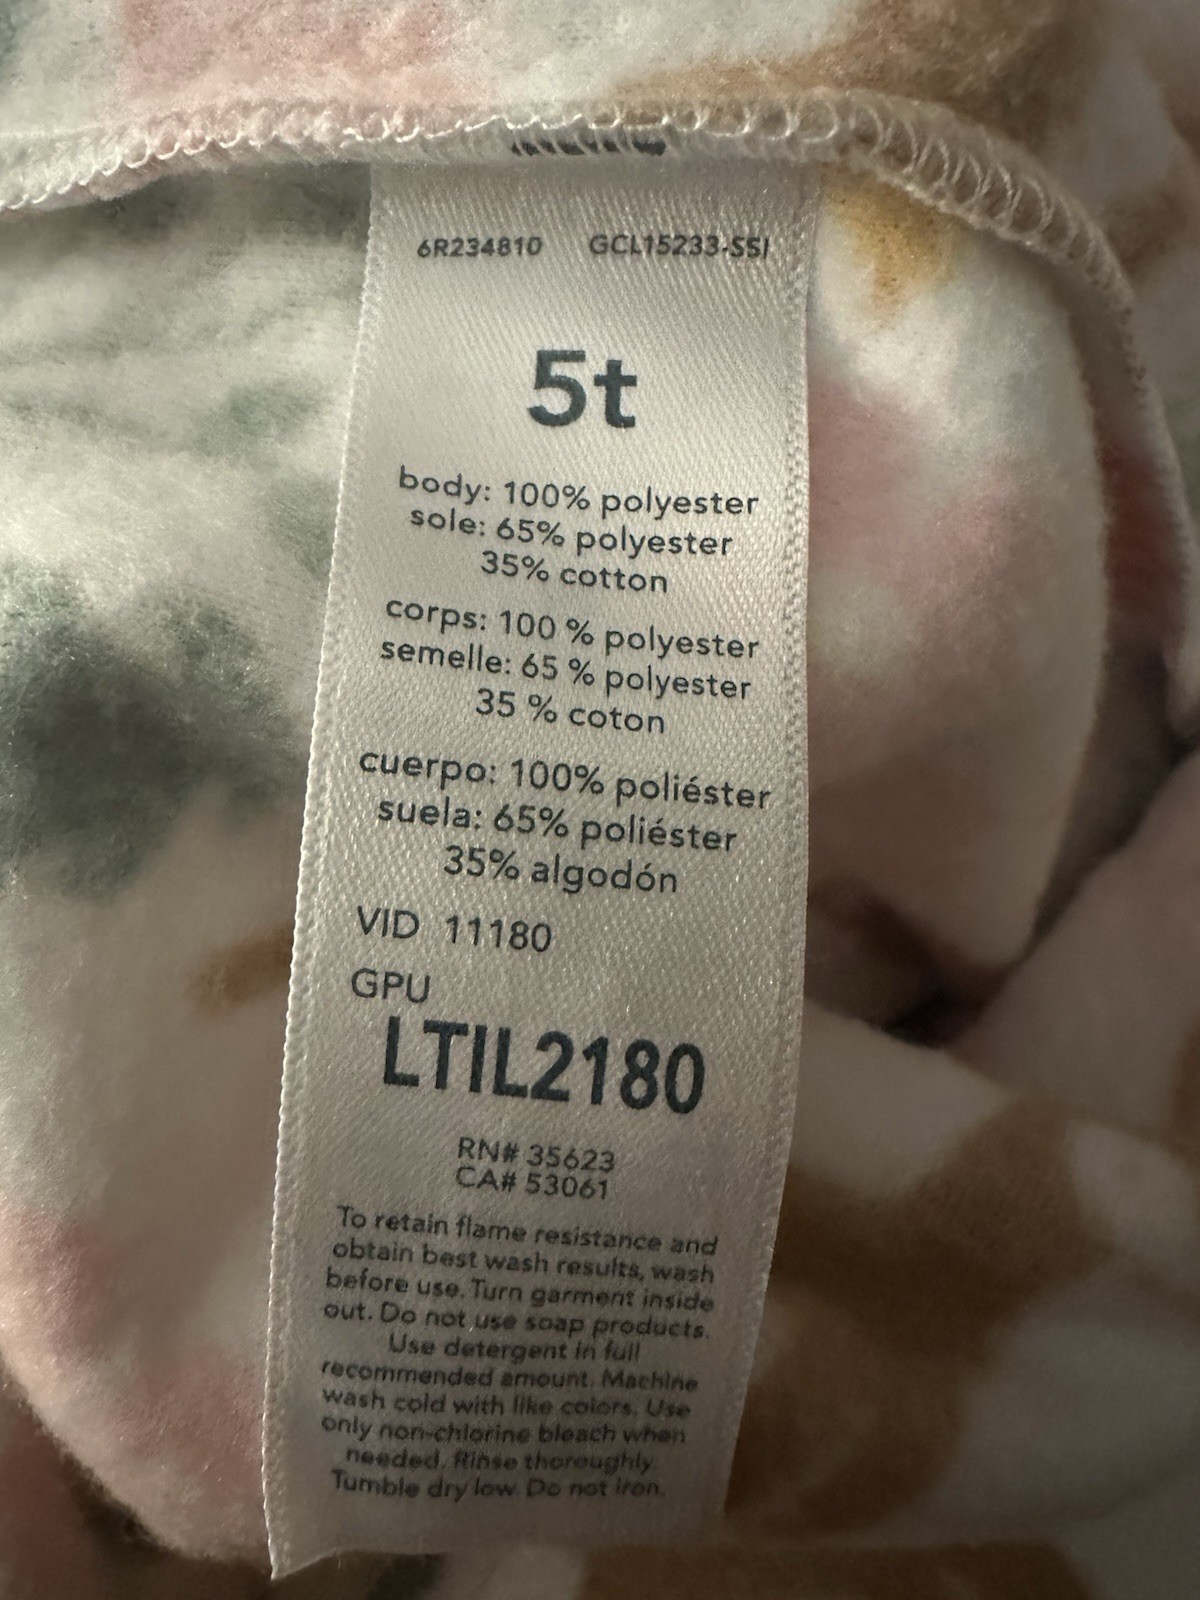 6R234810 GCL15233-SSI
5t
body: 100% polyester
sole: 65% polyester
35% cotton
corps: 100 % polyester
semelle: 65 % polyester
35 % coton
cuerpo: 100% poliéster
suela: 65% poliéster
35% algodón
VID 11180
GPU
LTIL2180
RN# 35623
CA# 53061
To retain flame resistance and
obtain best wash results, wash
before use. Turn garment inside
out. Do not use soap products.
Use detergent in full
recommended amount. Machine
wash cold with like colors. Use
only non-chlorine bleach when
needed. Rinse thoroughly.
Tumble dry low. Do not iron.